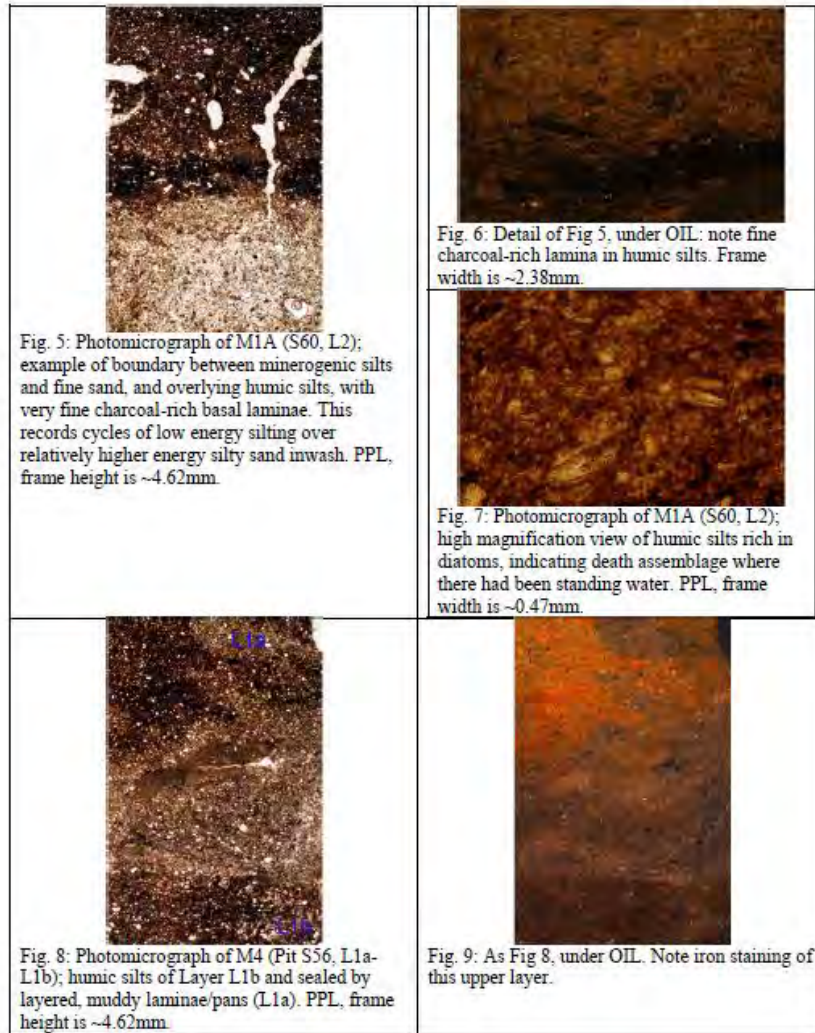 Fig. 5: Photomicrograph of M1A (S60, L2);
example of boundary between minerogenic silts
and fine sand, and overlying humic silts, with
very fine charcoal-rich basal laminae. This
records cycles of low energy silting over
relatively higher energy silty sand inwash. PPL,
frame height is ~4.62mm.
Fig. 6: Detail of Fig 5, under OIL: note fine
charcoal-rich lamina in humic silts. Frame
width is ~2.38mm.
Fig. 7: Photomicrograph of M1A (S60, L2);
high magnification view of humic silts rich in
diatoms, indicating death assemblage where
there had been standing water. PPL, frame
width is ~0.47mm.
L1a
L1b
Fig. 8: Photomicrograph of M4 (Pit S56, L1a-
L1b); humic silts of Layer L1b and sealed by
layered, muddy laminae/pans (L1a). PPL, frame
height is ~4.62mm.
Fig. 9: As Fig 8, under OIL. Note iron staining of
this upper layer.